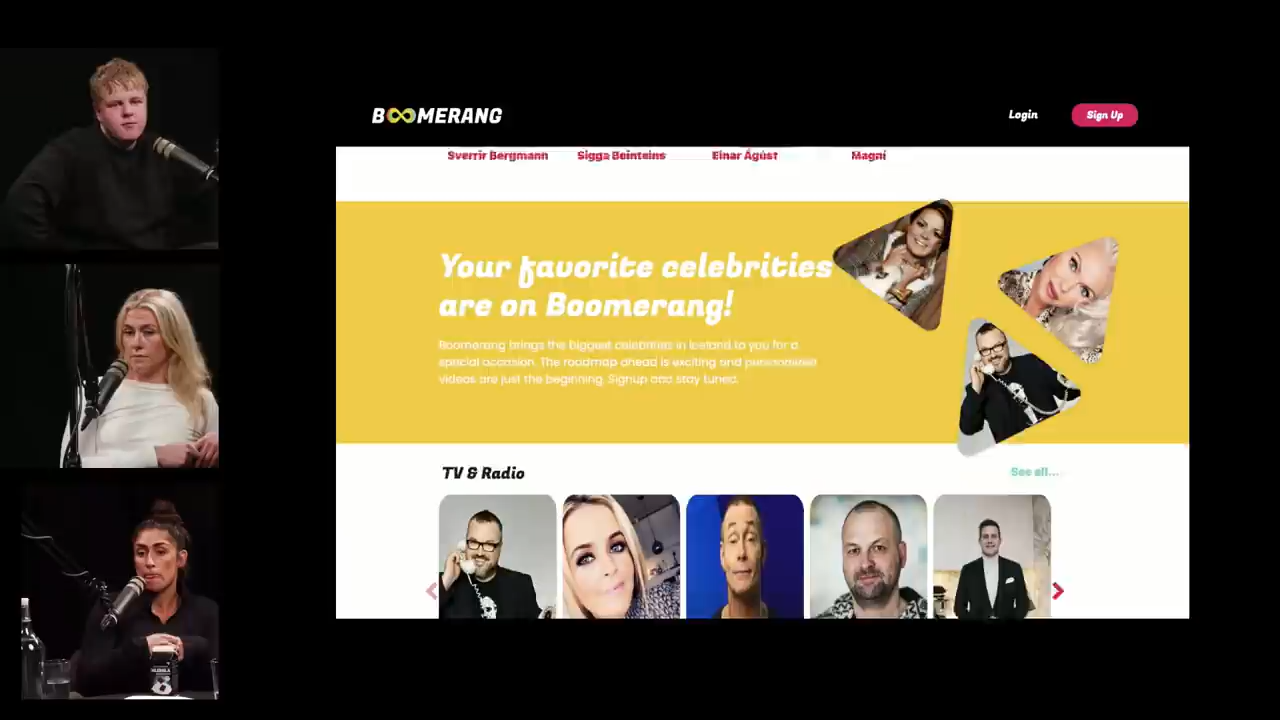 BOOMERANG
Login
Sign Up
Sverrir Bergmann
Sigga Beinteins
Einar Ágúst
Magni
Your favorite celebrities
are on Boomerang!
Boomerang brings the biggest celebrities in Iceland to you for a
special occasion. The roadmap ahead is exciting and personalized
videos are just the beginning. Signup and stay tuned.
TV & Radio
See all...